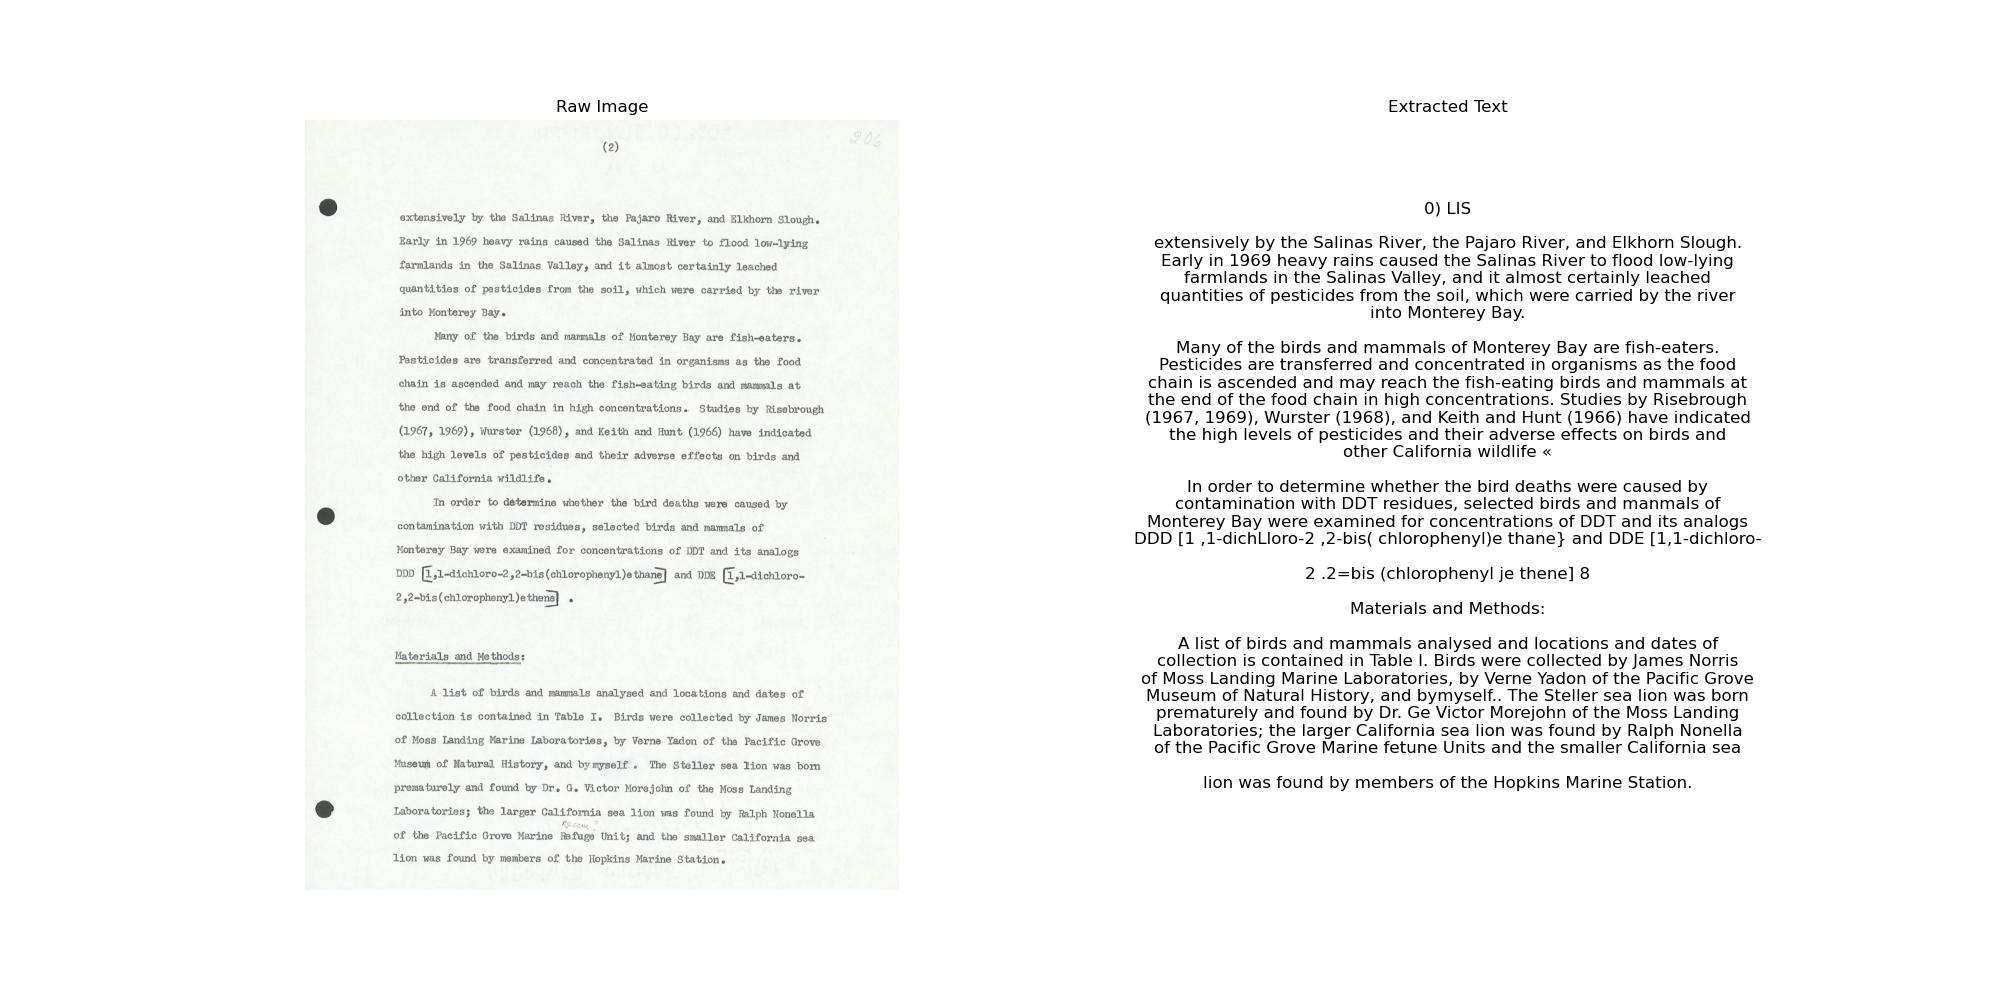 Raw Image
(2)
206
extensively by the Salinas River, the Pajaro River, and Elkhorn Slough.
Early in 1969 heavy rains caused the Salinas River to flood low-lying
farmlands in the Salinas Valley, and it almost certainly leached
quantities of pesticides from the soil, which were carried by the river
into Monterey Bay.
Many of the birds and mammals of Monterey Bay are fish-eaters.
Pesticides are transferred and concentrated in organisms as the food
chain is ascended and may reach the fish-eating birds and mammals at
the end of the food chain in high concentrations. Studies by Risebrough
(1967, 1969), Wurster (1968), and Keith and Hunt (1966) have indicated
the high levels of pesticides and their adverse effects on birds and
other California wildlife.
In order to determine whether the bird deaths were caused by
contamination with DDT residues, selected birds and mammals of
Monterey Bay were examined for concentrations of DDT and its analogs
DDD [1,1-dichloro-2,2-bis(chlorophenyl)ethane] and DDE [1,1-dichloro-
2,2-bis(chlorophenyl)ethene] .
Materials and Methods:
A list of birds and mammals analysed and locations and dates of
collection is contained in Table I. Birds were collected by James Norris
of Moss Landing Marine Laboratories, by Verne Yadon of the Pacific Grove
Museum of Natural History, and by myself. The Steller sea lion was born
prematurely and found by Dr. G. Victor Morejohn of the Moss Landing
Laboratories; the larger California sea lion was found by Ralph Nonella
Rescue?
of the Pacific Grove Marine Refuge Unit; and the smaller California sea
lion was found by members of the Hopkins Marine Station.
Extracted Text
0) LIS
extensively by the Salinas River, the Pajaro River, and Elkhorn Slough.
Early in 1969 heavy rains caused the Salinas River to flood low-lying
farmlands in the Salinas Valley, and it almost certainly leached
quantities of pesticides from the soil, which were carried by the river
into Monterey Bay.
Many of the birds and mammals of Monterey Bay are fish-eaters.
Pesticides are transferred and concentrated in organisms as the food
chain is ascended and may reach the fish-eating birds and mammals at
the end of the food chain in high concentrations. Studies by Risebrough
(1967, 1969), Wurster (1968), and Keith and Hunt (1966) have indicated
the high levels of pesticides and their adverse effects on birds and
other California wildlife «
In order to determine whether the bird deaths were caused by
contamination with DDT residues, selected birds and manmals of
Monterey Bay were examined for concentrations of DDT and its analogs
DDD [1 ,1-dichLloro-2 ,2-bis( chlorophenyl)e thane} and DDE [1,1-dichloro-
2 .2=bis (chlorophenyl je thene] 8
Materials and Methods:
A list of birds and mammals analysed and locations and dates of
collection is contained in Table I. Birds were collected by James Norris
of Moss Landing Marine Laboratories, by Verne Yadon of the Pacific Grove
Museum of Natural History, and bymyself.. The Steller sea lion was born
prematurely and found by Dr. Ge Victor Morejohn of the Moss Landing
Laboratories; the larger California sea lion was found by Ralph Nonella
of the Pacific Grove Marine fetune Units and the smaller California sea
lion was found by members of the Hopkins Marine Station.